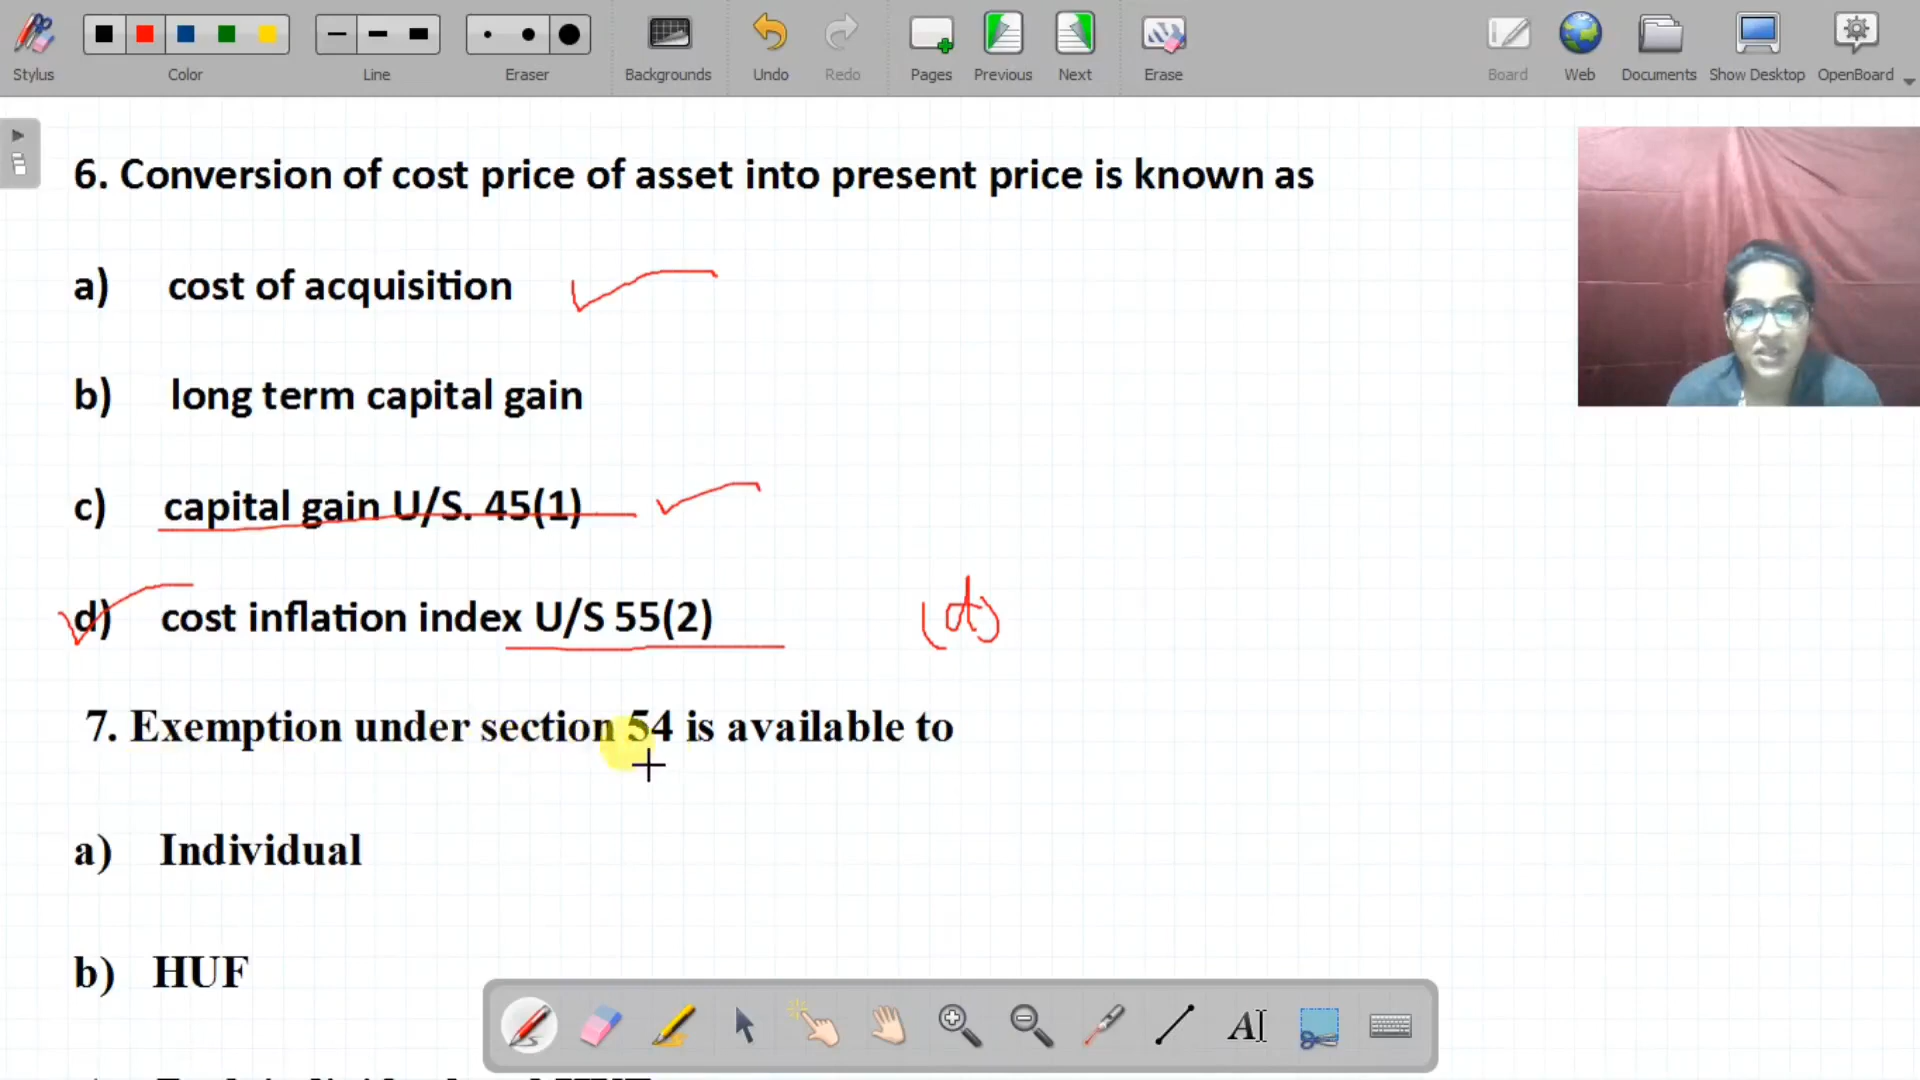 Stylus Color Line Eraser Backgrounds Undo Redo Pages Previous Next Erase Board Web Documents Show Desktop OpenBoard
6. Conversion of cost price of asset into present price is known as
a) cost of acquisition
b) long term capital gain
c) capital gain U/S. 45(1)
d) cost inflation index U/S 55(2) (d)
7. Exemption under section 54 is available to
a) Individual
b) HUF